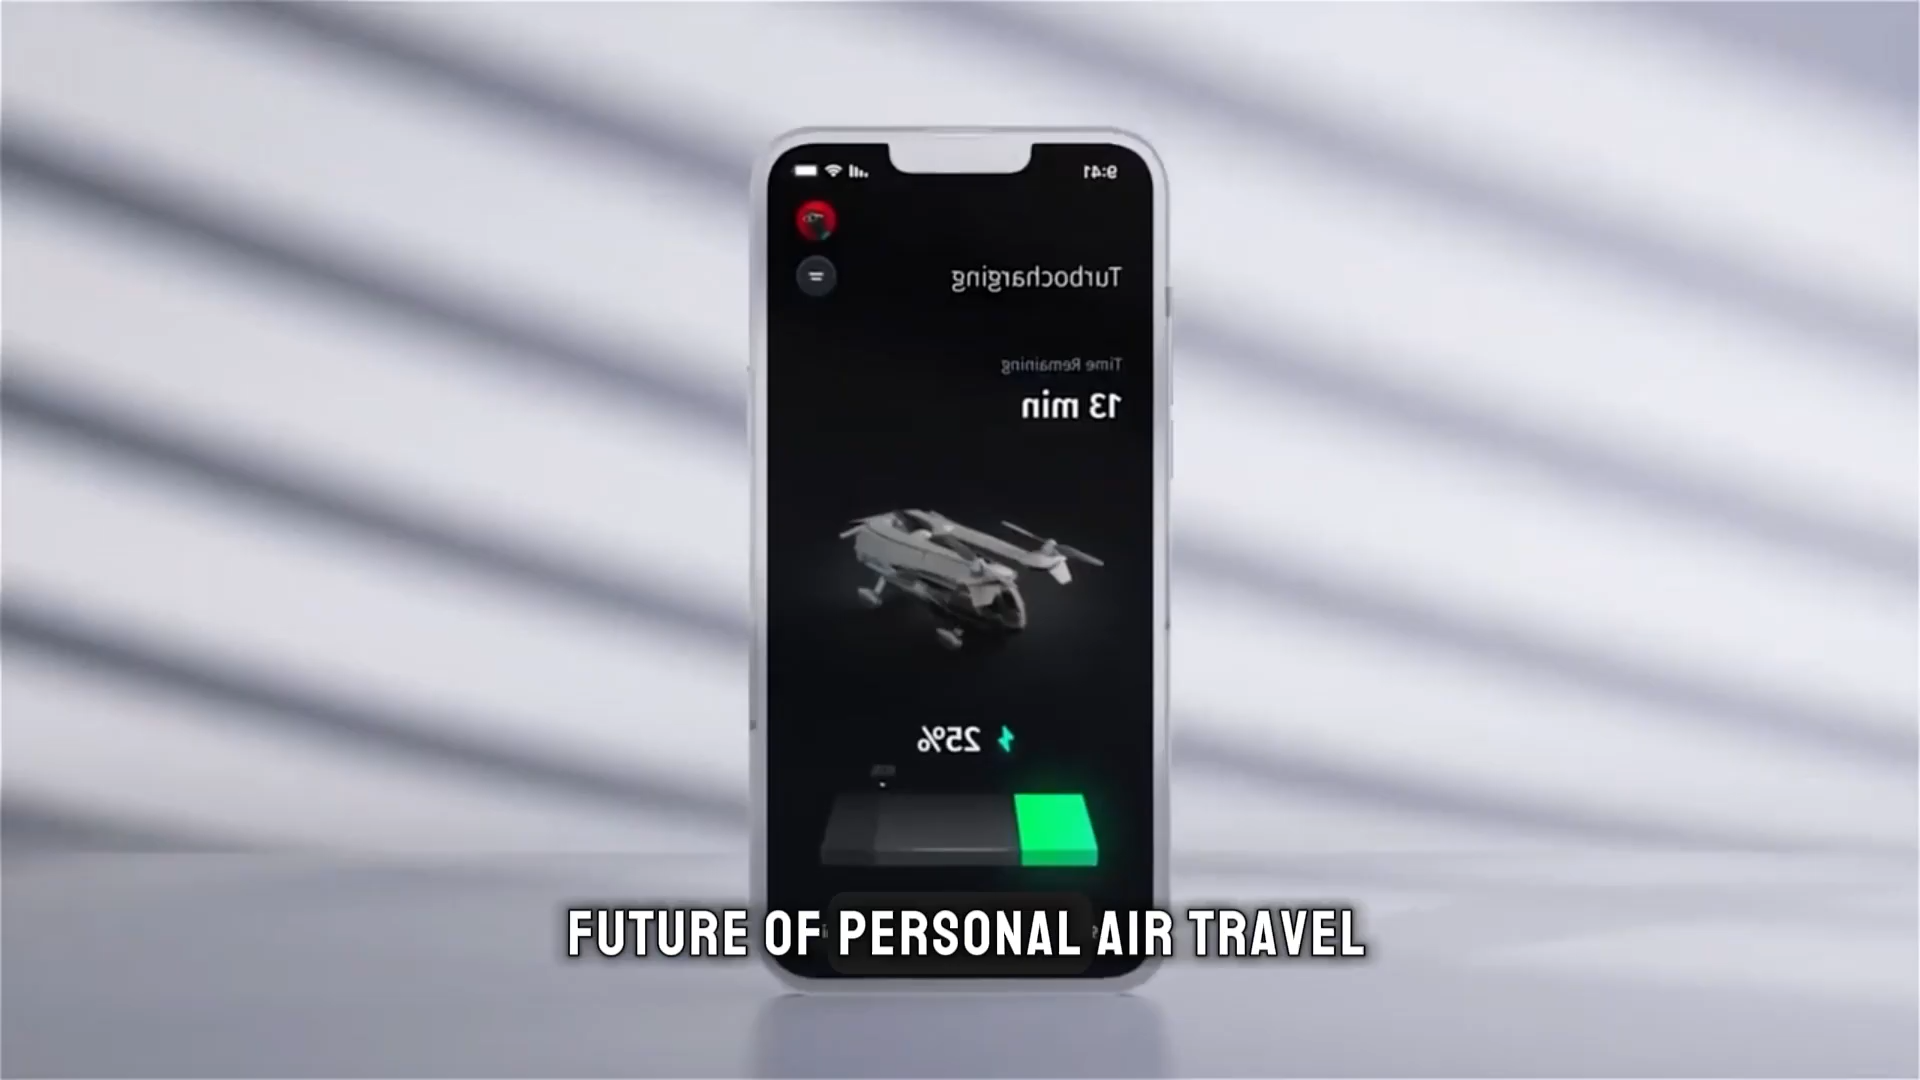 9:41
Turbocharging
Time Remaining
13 min
25%
FUTURE OF PERSONAL AIR TRAVEL